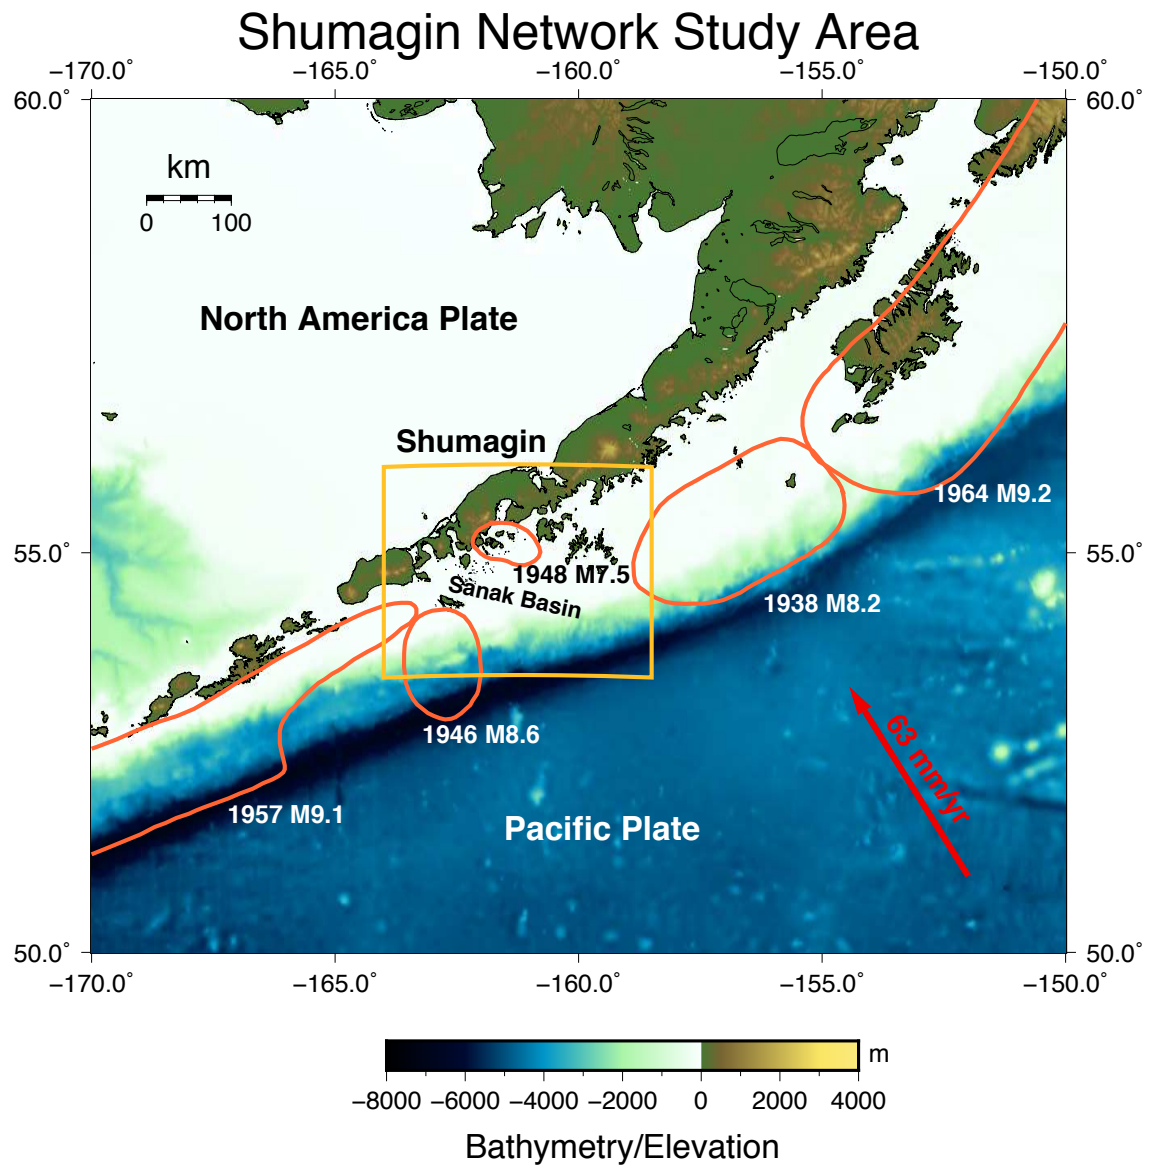 Shumagin Network Study Area
−170.0˚ −165.0˚ −160.0˚ −155.0˚ −150.0˚
60.0˚ 60.0˚
km
0 100
North America Plate
Shumagin
1964 M9.2
55.0˚ 55.0˚
1948 M7.5
Sanak Basin
1938 M8.2
1946 M8.6
63 mm/yr
1957 M9.1
Pacific Plate
50.0˚ 50.0˚
−170.0˚ −165.0˚ −160.0˚ −155.0˚ −150.0˚
m
−8000 −6000 −4000 −2000 0 2000 4000
Bathymetry/Elevation